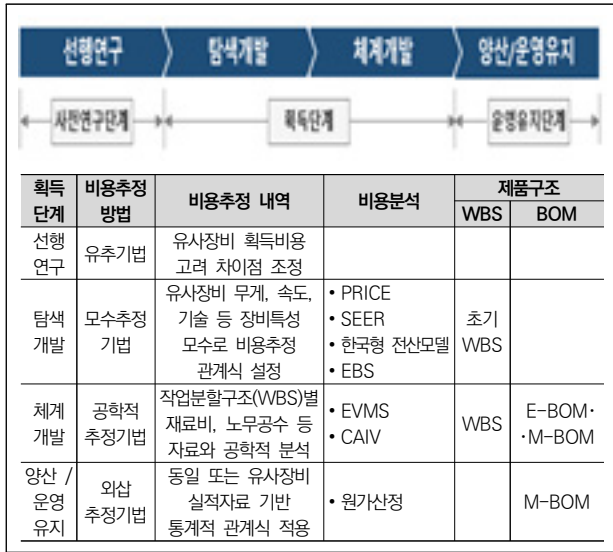 선행연구 탐색개발 체계개발 양산/운영유지
사전연구단계 획득단계 운영유지단계
획득 단계 비용추정 방법 비용추정 내역 비용분석 제품구조
WBS BOM
선행
연구
유추기법
유사장비 획득비용
고려 차이점 조정
탐색
개발
모수추정
기법
유사장비 무게, 속도,
기술 등 장비특성
모수로 비용추정
관계식 설정
• PRICE
• SEER
• 한국형 전산모델
• EBS
초기
WBS
체계
개발
공학적
추정기법
작업분할구조(WBS)별
재료비, 노무공수 등
자료와 공학적 분석
• EVMS
• CAIV
WBS
E-BOM·
·M-BOM
양산 /
운영
유지
외삽
추정기법
동일 또는 유사장비
실적자료 기반
통계적 관계식 적용
• 원가산정
M-BOM